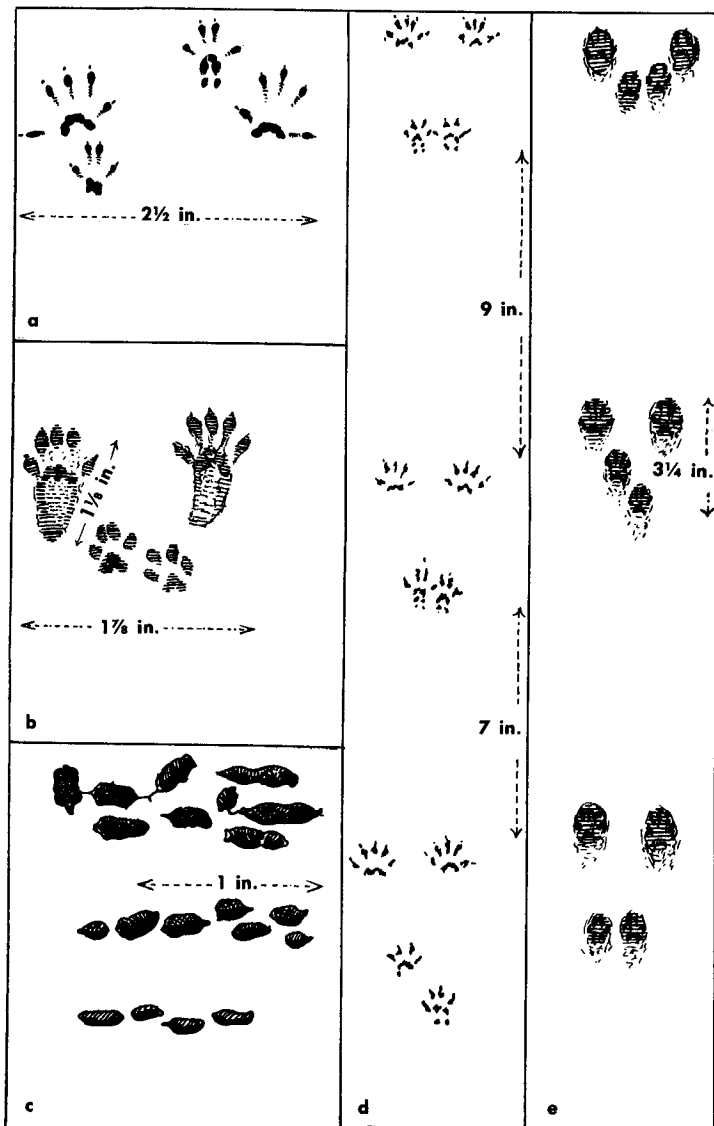 2½ in.
a
1⅛ in.
1⅞ in.
b
1 in.
c
9 in.
7 in.
d
3¼ in.
e